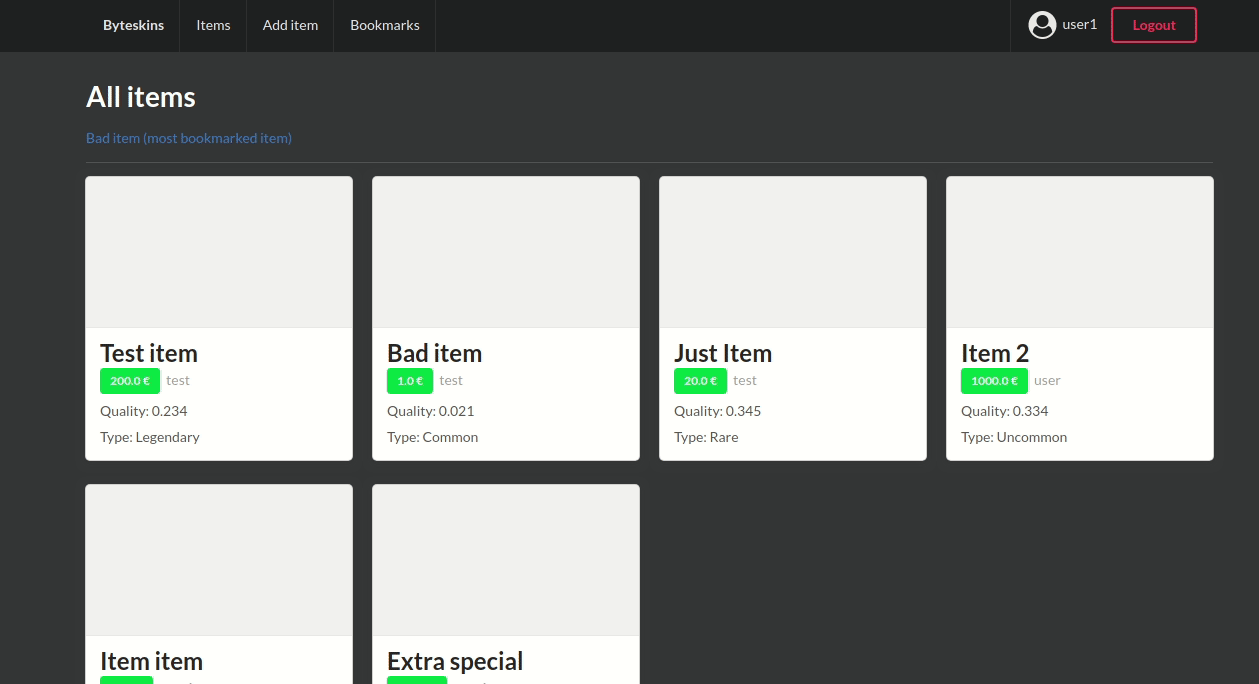 Byteskins Items Add item Bookmarks user1 Logout
All items
Bad item (most bookmarked item)
Test item
200.0 € test
Quality: 0.234
Type: Legendary
Bad item
1.0 € test
Quality: 0.021
Type: Common
Just Item
20.0 € test
Quality: 0.345
Type: Rare
Item 2
1000.0 € user
Quality: 0.334
Type: Uncommon
Item item
Extra special